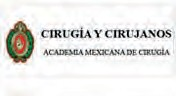 CIRUGÍA Y CIRUJANOS
ACADEMIA MEXICANA DE CIRUGÍA